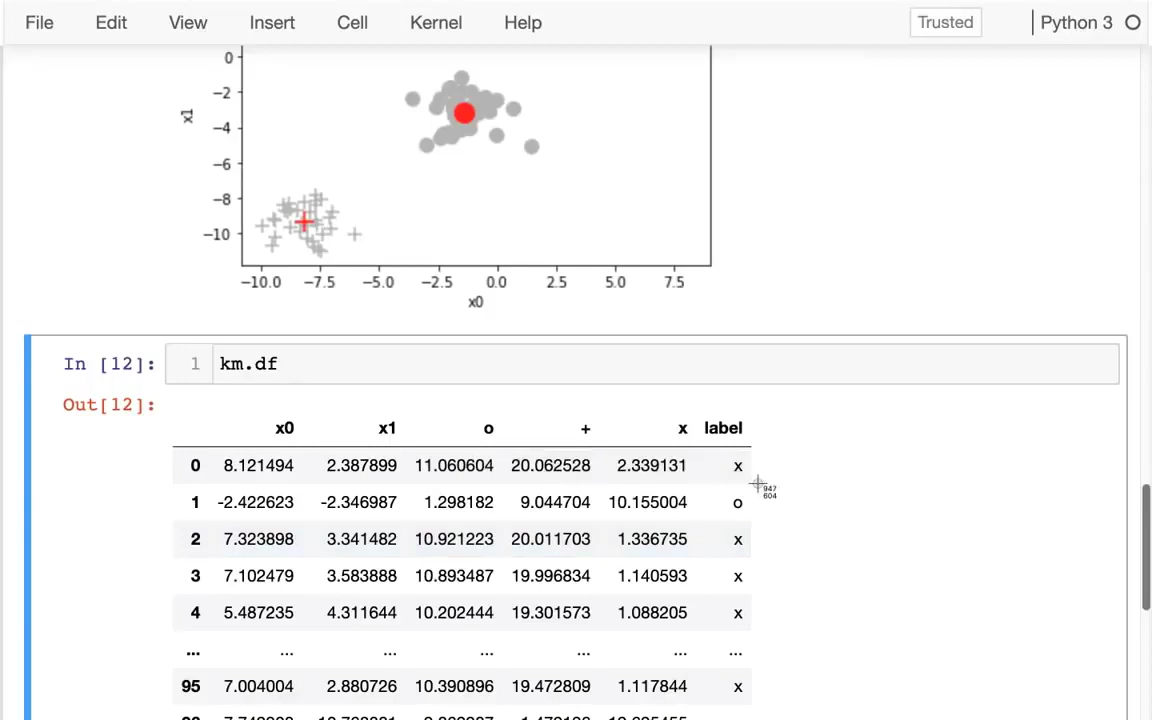 File Edit View Insert Cell Kernel Help Trusted Python 3
0
−2
−4
−6
−8
−10
x1
−10.0 −7.5 −5.0 −2.5 0.0 2.5 5.0 7.5
x0
In [12]: 1 km.df
Out[12]:
x0 x1 o + x label
0 8.121494 2.387899 11.060604 20.062528 2.339131 x
947
604
1 -2.422623 -2.346987 1.298182 9.044704 10.155004 o
2 7.323898 3.341482 10.921223 20.011703 1.336735 x
3 7.102479 3.583888 10.893487 19.996834 1.140593 x
4 5.487235 4.311644 10.202444 19.301573 1.088205 x
... ... ... ... ... ... ...
95 7.004004 2.880726 10.390896 19.472809 1.117844 x